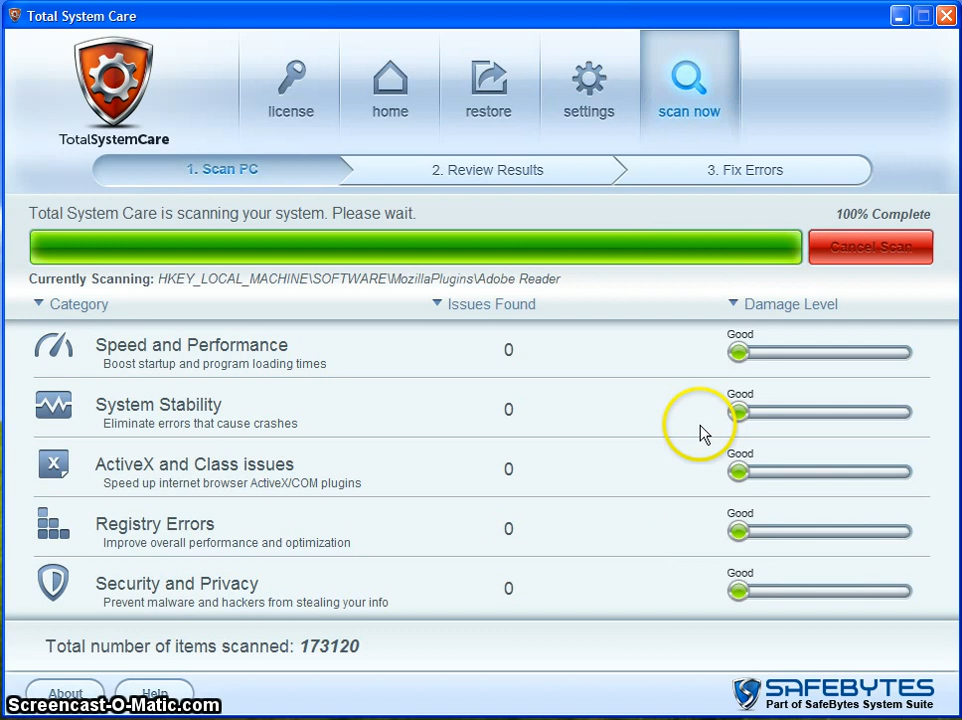 Total System Care
TotalSystemCare
license
home
restore
settings
scan now
1. Scan PC
2. Review Results
3. Fix Errors
Total System Care is scanning your system. Please wait.
100% Complete
Cancel Scan
Currently Scanning: HKEY_LOCAL_MACHINE\SOFTWARE\MozillaPlugins\Adobe Reader
Category
Issues Found
Damage Level
Speed and Performance
Boost startup and program loading times
0
Good
System Stability
Eliminate errors that cause crashes
0
Good
ActiveX and Class issues
Speed up internet browser ActiveX/COM plugins
0
Good
Registry Errors
Improve overall performance and optimization
0
Good
Security and Privacy
Prevent malware and hackers from stealing your info
0
Good
Total number of items scanned: 173120
About
Help
Screencast-O-Matic.com
SAFEBYTES
Part of SafeBytes System Suite